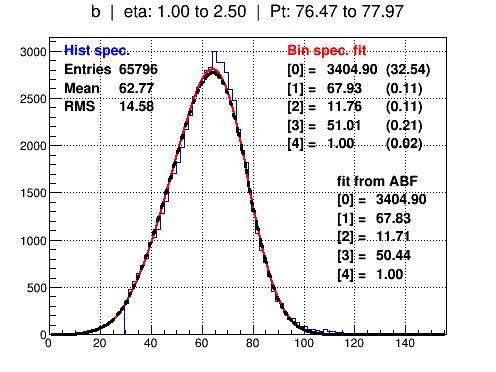 b | eta: 1.00 to 2.50 | Pt: 76.47 to 77.97
Hist spec.
Entries 65796
Mean 62.77
RMS 14.58
Bin spec. fit
[0] = 3404.90 (32.54)
[1] = 67.93 (0.11)
[2] = 11.76 (0.11)
[3] = 51.01 (0.21)
[4] = 1.00 (0.02)
fit from ABF
[0] = 3404.90
[1] = 67.83
[2] = 11.71
[3] = 50.44
[4] = 1.00
3000
2500
2000
1500
1000
500
0
0 20 40 60 80 100 120 140